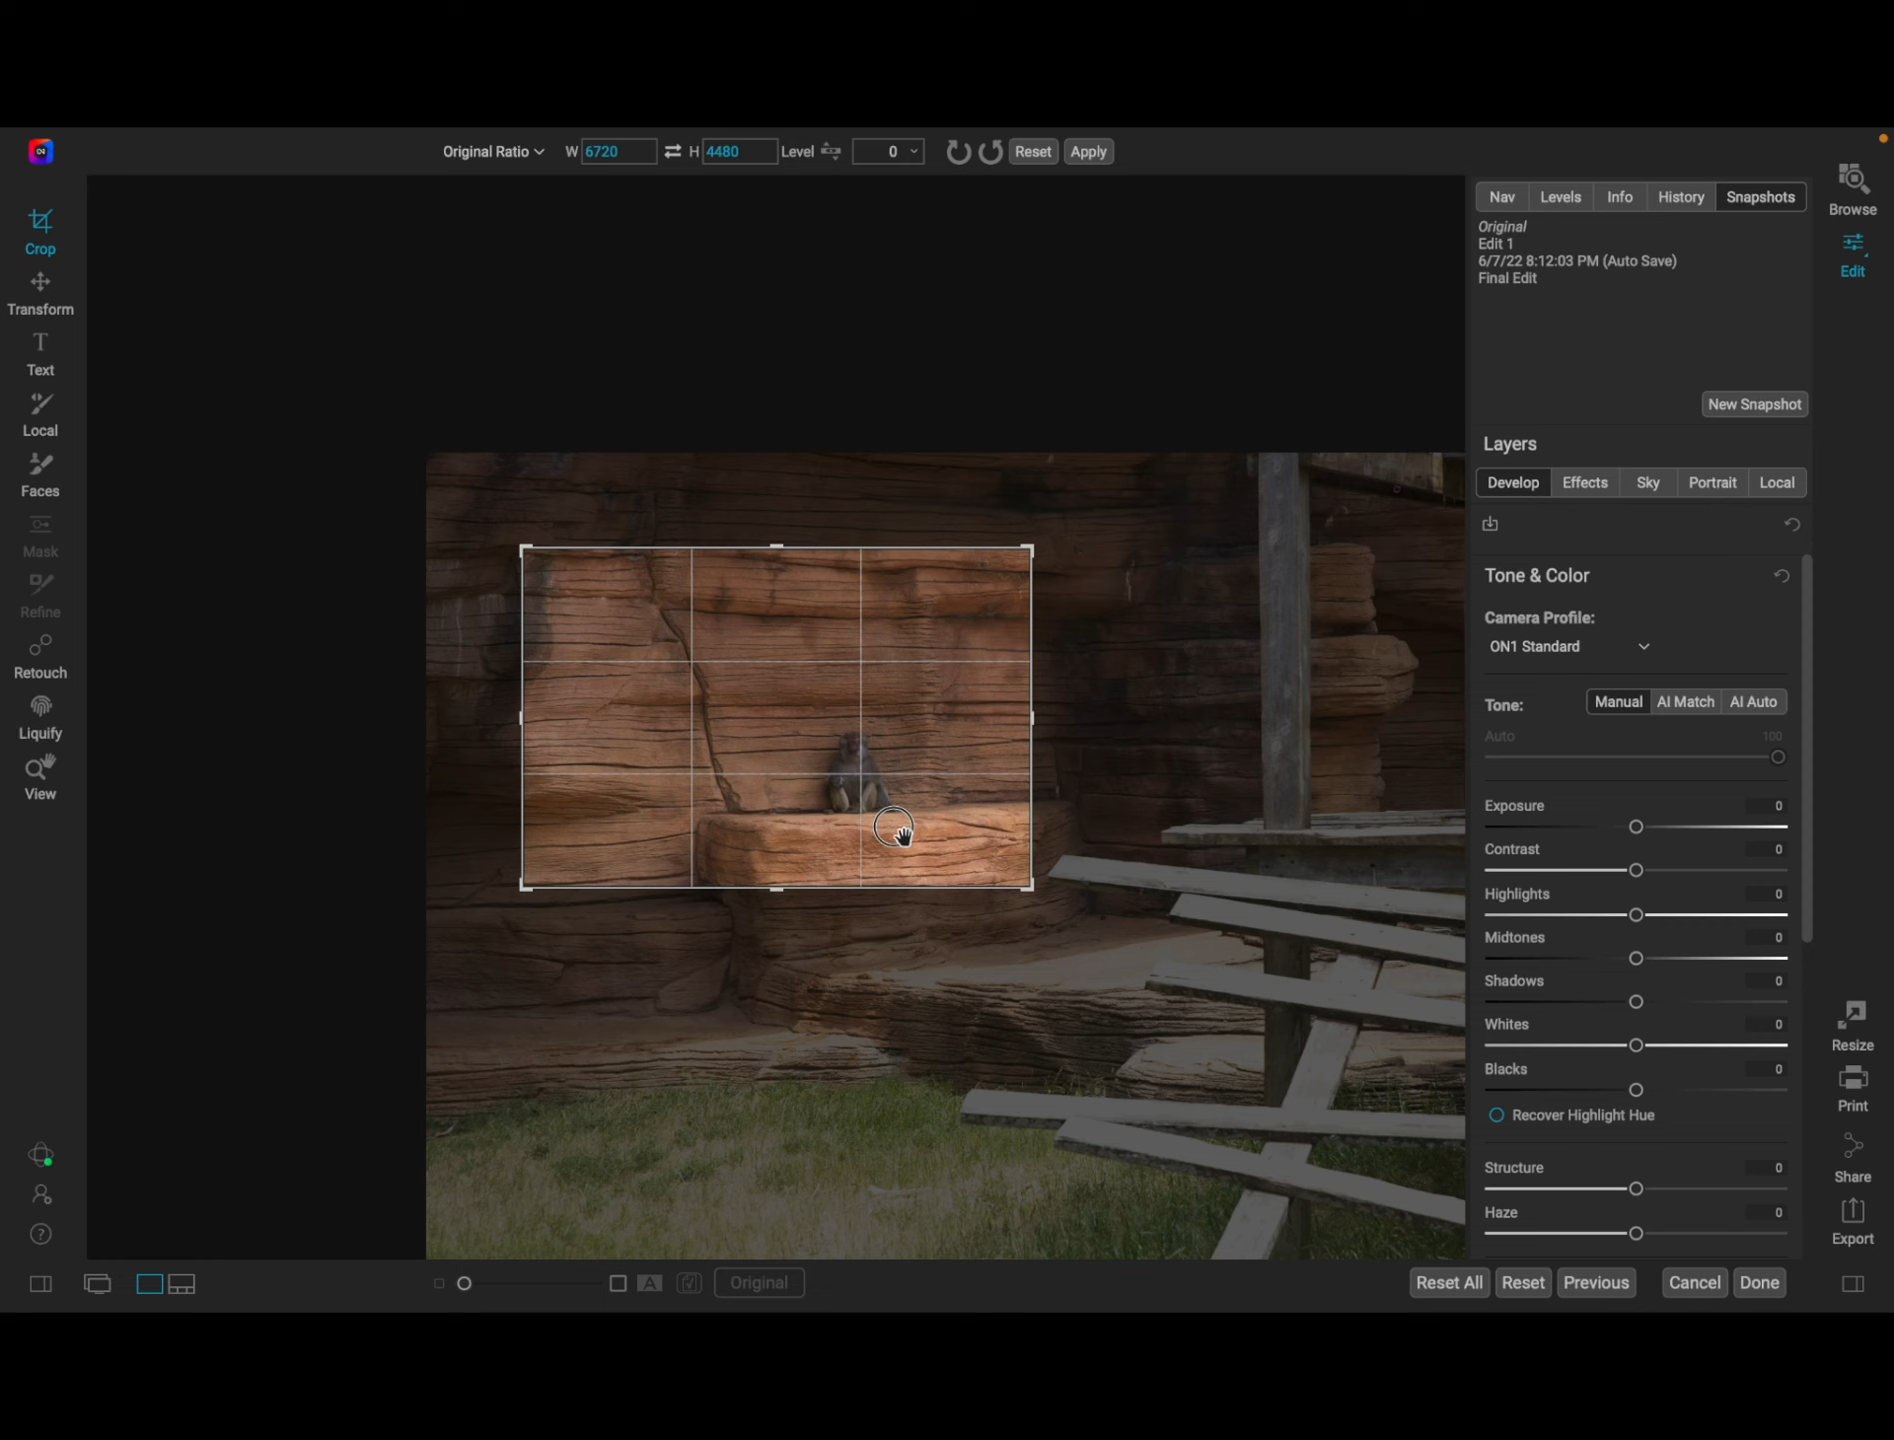 Original Ratio W 6720 H 4480 Level 0 Reset Apply
Crop
Transform
Text
Local
Faces
Mask
Refine
Retouch
Liquify
View
Nav Levels Info History Snapshots
Original
Edit 1
6/7/22 8:12:03 PM (Auto Save)
Final Edit
New Snapshot
Layers
Develop Effects Sky Portrait Local
Tone & Color
Camera Profile:
ON1 Standard
Tone: Manual AI Match AI Auto
Auto 100
Exposure 0
Contrast 0
Highlights 0
Midtones 0
Shadows 0
Whites 0
Blacks 0
Recover Highlight Hue
Structure 0
Haze 0
Browse
Edit
Resize
Print
Share
Export
?
A Original Reset All Reset Previous Cancel Done